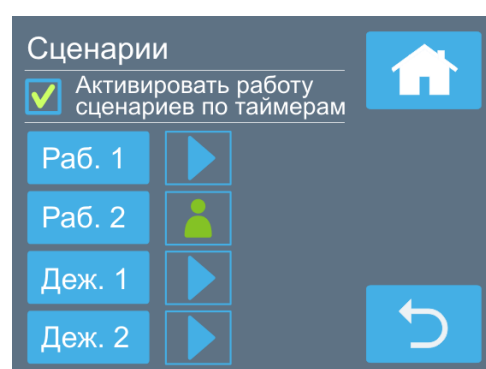 Сценарии
Активировать работу
сценариев по таймерам
Раб. 1
Раб. 2
Деж. 1
Деж. 2